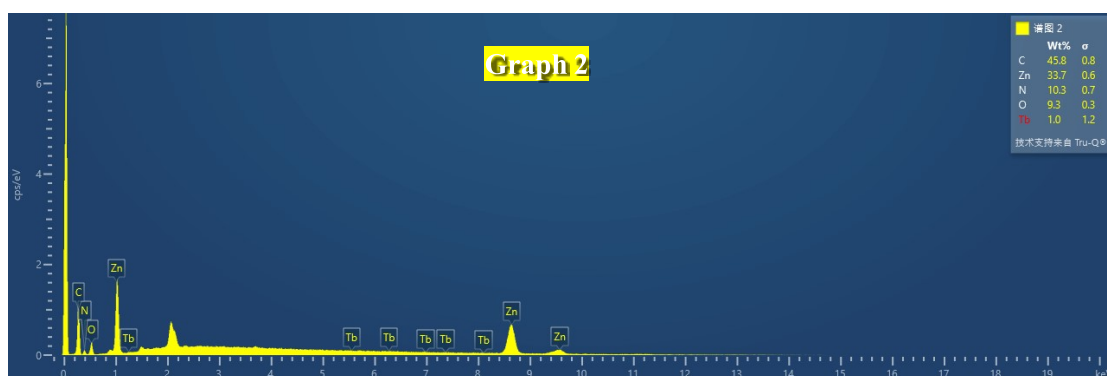 Graph 2
谱图 2
Wt% σ
C 45.8 0.8
Zn 33.7 0.6
N 10.3 0.7
O 9.3 0.3
Tb 1.0 1.2
技术支持来自 Tru-Q®
cps/eV
6
4
2
0
C
N
O
Zn
Tb
Tb
Tb
Tb
Tb
Tb
Zn
Zn
0 1 2 3 4 5 6 7 8 9 10 11 12 13 14 15 16 17 18 19